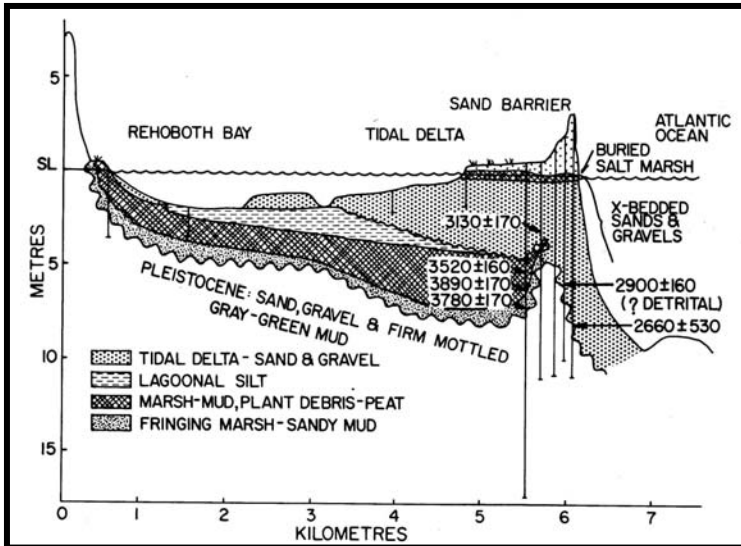 5
SAND BARRIER
REHOBOTH BAY
TIDAL DELTA
ATLANTIC
OCEAN
BURIED
SALT MARSH
SL
X-BEDDED
SANDS &
GRAVELS
3130±170
METRES
5
3520±160
3890±170
3780±170
2900±160
(? DETRITAL)
2660±530
PLEISTOCENE: SAND, GRAVEL & FIRM MOTTLED
GRAY-GREEN MUD
10
TIDAL DELTA-SAND & GRAVEL
LAGOONAL SILT
MARSH-MUD, PLANT DEBRIS-PEAT
FRINGING MARSH-SANDY MUD
15
0 1 2 3 4 5 6 7
KILOMETRES